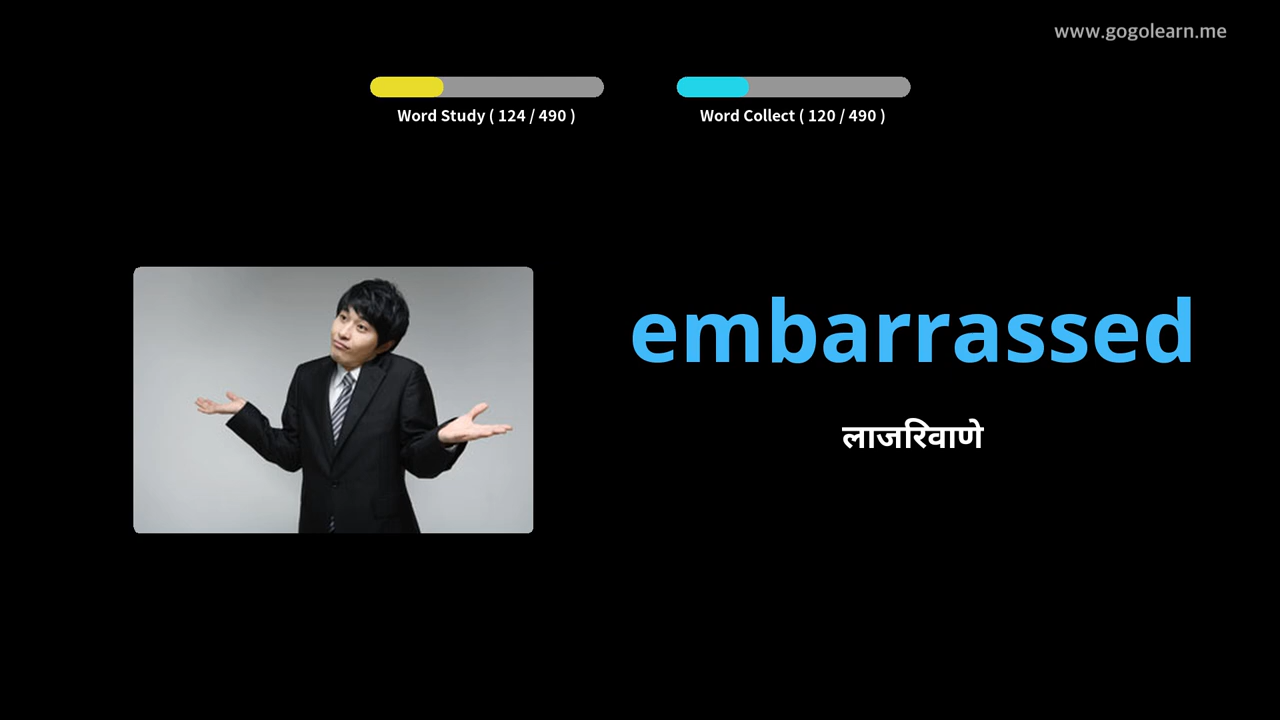 www.gogolearn.me
Word Study ( 124 / 490 )
Word Collect ( 120 / 490 )
embarrassed
लाजरिवाणे